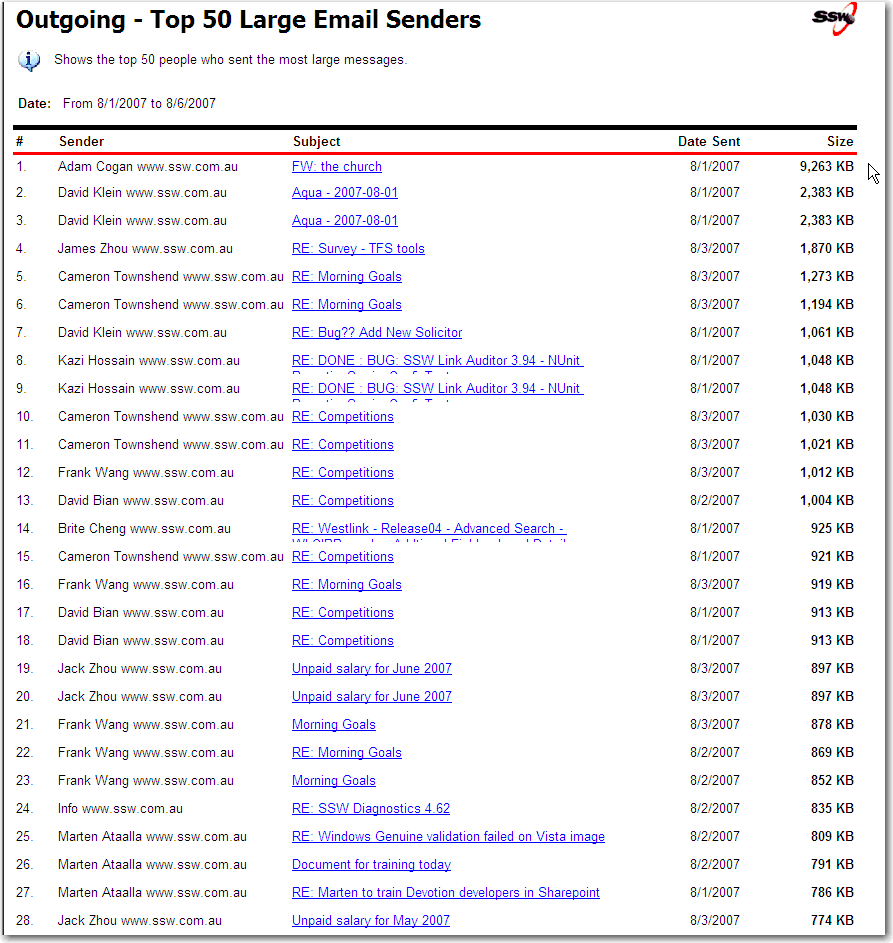 Outgoing - Top 50 Large Email Senders
SSW
Shows the top 50 people who sent the most large messages.
Date: From 8/1/2007 to 8/6/2007
# Sender Subject Date Sent Size
1. Adam Cogan www.ssw.com.au FW: the church 8/1/2007 9,263 KB
2. David Klein www.ssw.com.au Aqua - 2007-08-01 8/1/2007 2,383 KB
3. David Klein www.ssw.com.au Aqua - 2007-08-01 8/1/2007 2,383 KB
4. James Zhou www.ssw.com.au RE: Survey - TFS tools 8/3/2007 1,870 KB
5. Cameron Townshend www.ssw.com.au RE: Morning Goals 8/3/2007 1,273 KB
6. Cameron Townshend www.ssw.com.au RE: Morning Goals 8/3/2007 1,194 KB
7. David Klein www.ssw.com.au RE: Bug?? Add New Solicitor 8/1/2007 1,061 KB
8. Kazi Hossain www.ssw.com.au RE: DONE : BUG: SSW Link Auditor 3.94 - NUnit 8/1/2007 1,048 KB
9. Kazi Hossain www.ssw.com.au RE: DONE : BUG: SSW Link Auditor 3.94 - NUnit 8/1/2007 1,048 KB
10. Cameron Townshend www.ssw.com.au RE: Competitions 8/3/2007 1,030 KB
11. Cameron Townshend www.ssw.com.au RE: Competitions 8/3/2007 1,021 KB
12. Frank Wang www.ssw.com.au RE: Competitions 8/3/2007 1,012 KB
13. David Bian www.ssw.com.au RE: Competitions 8/2/2007 1,004 KB
14. Brite Cheng www.ssw.com.au RE: Westlink - Release04 - Advanced Search - 8/1/2007 925 KB
15. Cameron Townshend www.ssw.com.au RE: Competitions 8/1/2007 921 KB
16. Frank Wang www.ssw.com.au RE: Morning Goals 8/3/2007 919 KB
17. David Bian www.ssw.com.au RE: Competitions 8/1/2007 913 KB
18. David Bian www.ssw.com.au RE: Competitions 8/1/2007 913 KB
19. Jack Zhou www.ssw.com.au Unpaid salary for June 2007 8/3/2007 897 KB
20. Jack Zhou www.ssw.com.au Unpaid salary for June 2007 8/3/2007 897 KB
21. Frank Wang www.ssw.com.au Morning Goals 8/3/2007 878 KB
22. Frank Wang www.ssw.com.au RE: Morning Goals 8/2/2007 869 KB
23. Frank Wang www.ssw.com.au Morning Goals 8/2/2007 852 KB
24. Info www.ssw.com.au RE: SSW Diagnostics 4.62 8/2/2007 835 KB
25. Marten Ataalla www.ssw.com.au RE: Windows Genuine validation failed on Vista image 8/2/2007 809 KB
26. Marten Ataalla www.ssw.com.au Document for training today 8/2/2007 791 KB
27. Marten Ataalla www.ssw.com.au RE: Marten to train Devotion developers in Sharepoint 8/1/2007 786 KB
28. Jack Zhou www.ssw.com.au Unpaid salary for May 2007 8/3/2007 774 KB